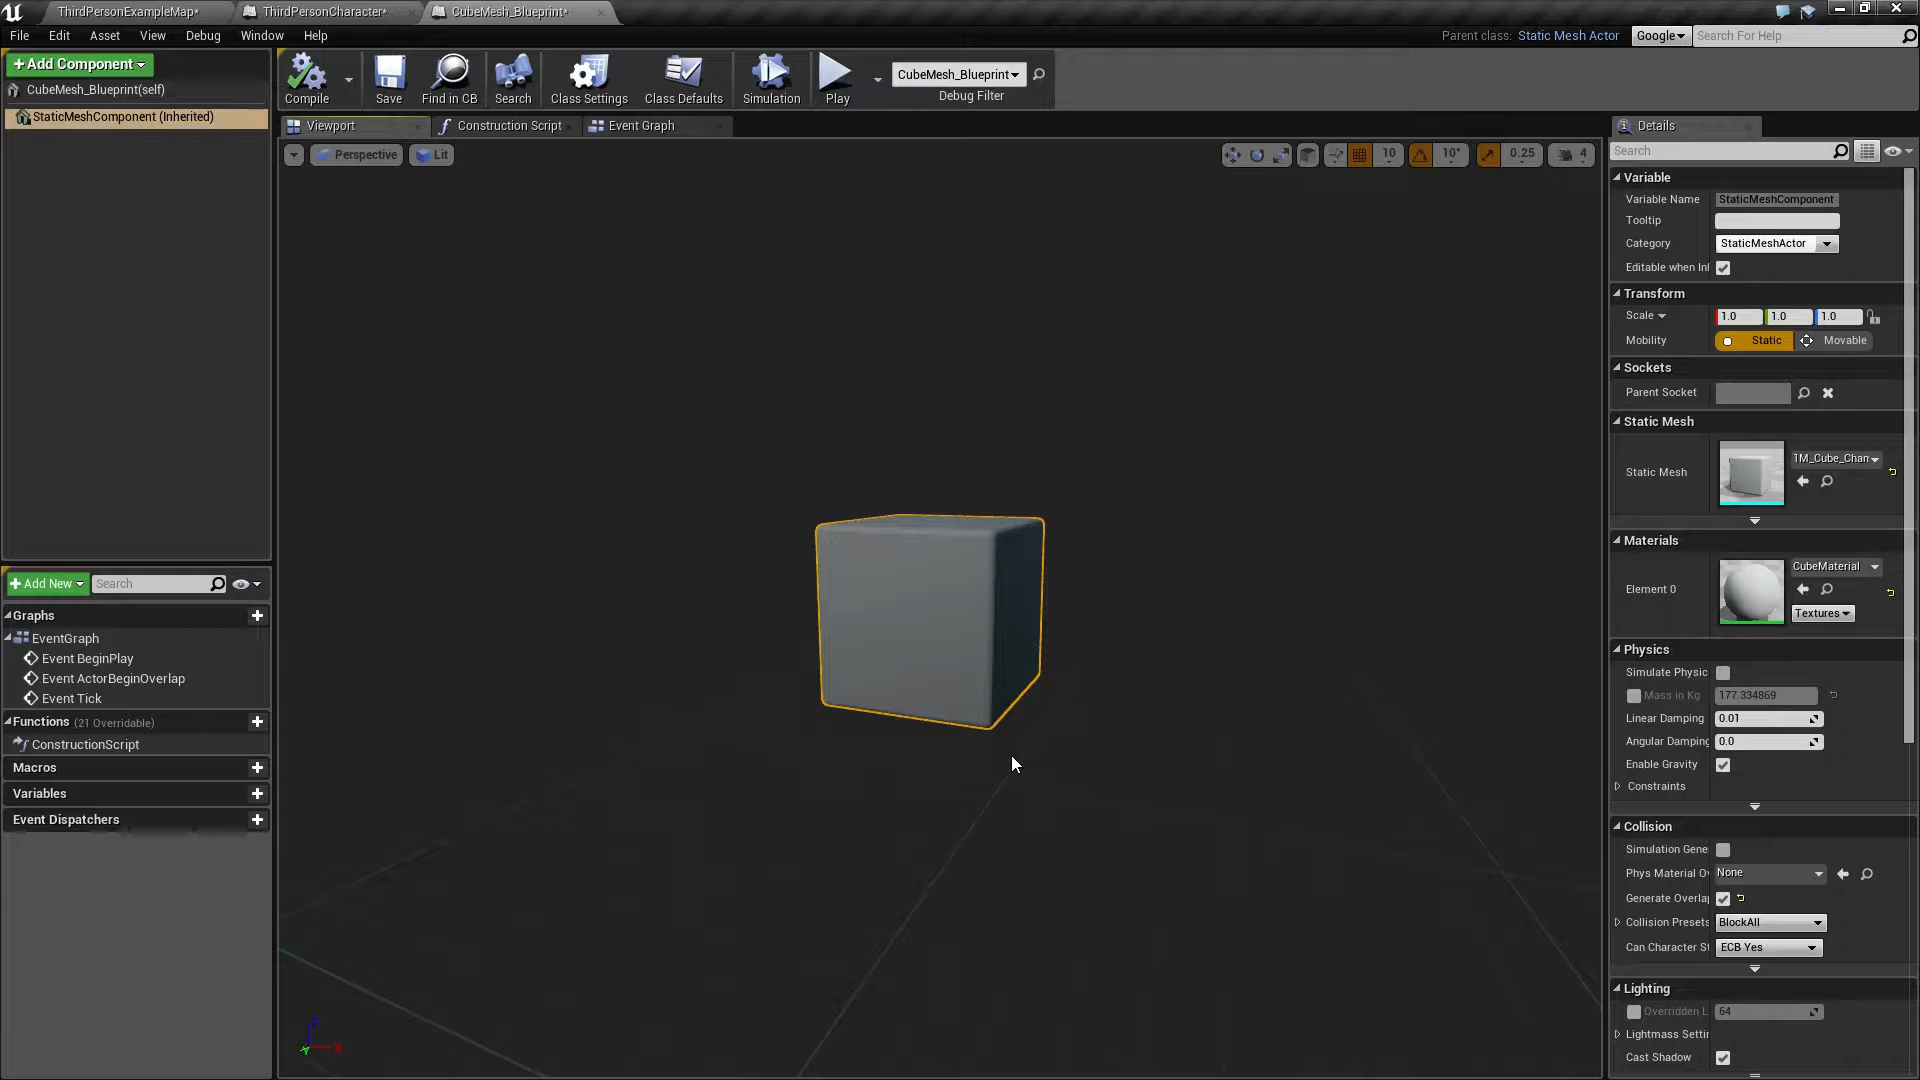 ThirdPersonExampleMap*
ThirdPersonCharacter*
CubeMesh_Blueprint*
File Edit Asset View Debug Window Help
Parent class: Static Mesh Actor
Google
Search For Help
+Add Component
CubeMesh_Blueprint(self)
StaticMeshComponent (Inherited)
Compile
Save
Find in CB
Search
Class Settings
Class Defaults
Simulation
Play
CubeMesh_Blueprint
Debug Filter
Viewport
Construction Script
Event Graph
Perspective
Lit
10
10°
0.25
4
Z
Y
X
+Add New
Search
Graphs
EventGraph
Event BeginPlay
Event ActorBeginOverlap
Event Tick
Functions (21 Overridable)
ConstructionScript
Macros
Variables
Event Dispatchers
Details
Search
Variable
Variable Name StaticMeshComponent
Tooltip
Category StaticMeshActor
Editable when Inl
Transform
Scale 1.0 1.0 1.0
Mobility Static Movable
Sockets
Parent Socket
Static Mesh
Static Mesh 1M_Cube_Cham
Materials
Element 0 CubeMaterial
Textures
Physics
Simulate Physic
Mass in Kg 177.334869
Linear Damping 0.01
Angular Damping 0.0
Enable Gravity
Constraints
Collision
Simulation Gene
Phys Material O None
Generate Overla
Collision Presets BlockAll
Can Character St ECB Yes
Lighting
Overridden L 64
Lightmass Settin
Cast Shadow